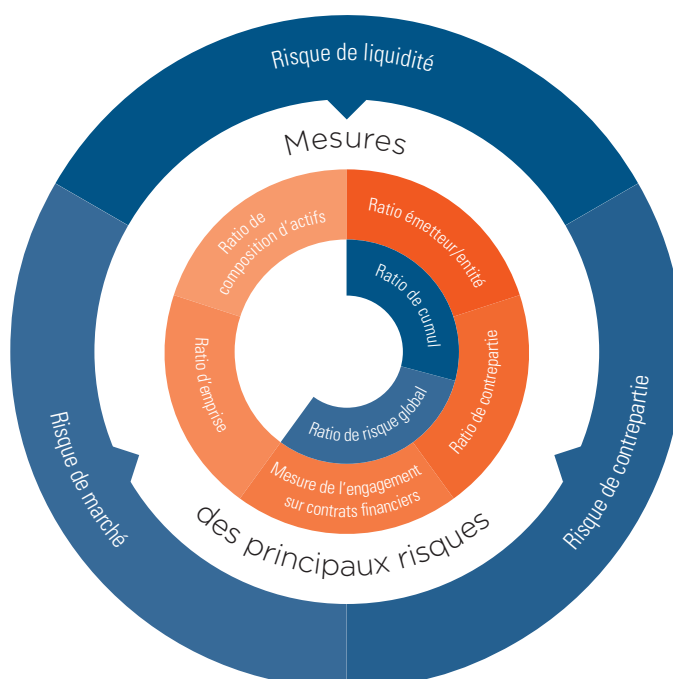 Risque de liquidité
Mesures
Ratio de
composition d'actifs
Ratio émetteur/entité
Ratio de cumul
Ratio d'emprise
Ratio de contrepartie
Ratio de risque global
Mesure de l'engagement
sur contrats financiers
des principaux risques
Risque de marché
Risque de contrepartie